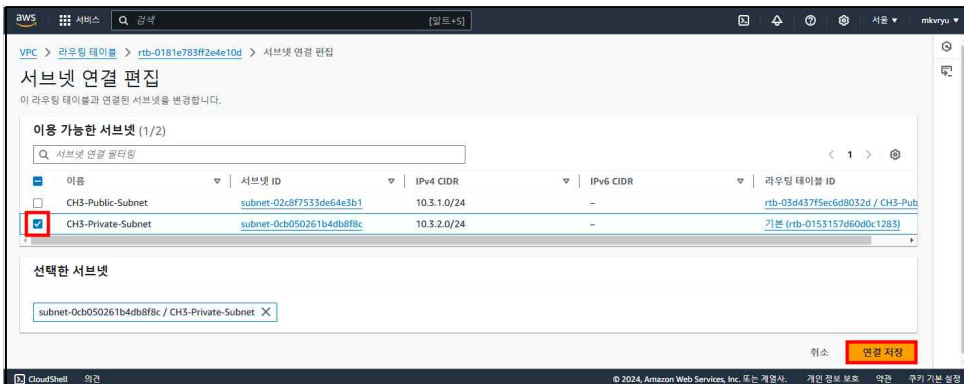 aws 서비스 검색 [알트+S] 서울 ▼ mkvryu ▼
VPC > 라우팅 테이블 > rtb-0181e783ff2e4e10d > 서브넷 연결 편집
서브넷 연결 편집
이 라우팅 테이블과 연결된 서브넷을 변경합니다.
이용 가능한 서브넷 (1/2)
서브넷 연결 필터링 < 1 >
이름 서브넷 ID IPv4 CIDR IPv6 CIDR 라우팅 테이블 ID
CH3-Public-Subnet subnet-02c8f7533de64e3b1 10.3.1.0/24 – rtb-03d437f5ec6d8032d / CH3-Pub
CH3-Private-Subnet subnet-0cb050261b4db8f8c 10.3.2.0/24 – 기본 (rtb-0153157d60d0c1283)
선택한 서브넷
subnet-0cb050261b4db8f8c / CH3-Private-Subnet X
취소 연결 저장
CloudShell 의견 © 2024, Amazon Web Services, Inc. 또는 계열사. 개인 정보 보호 약관 쿠키 기본 설정